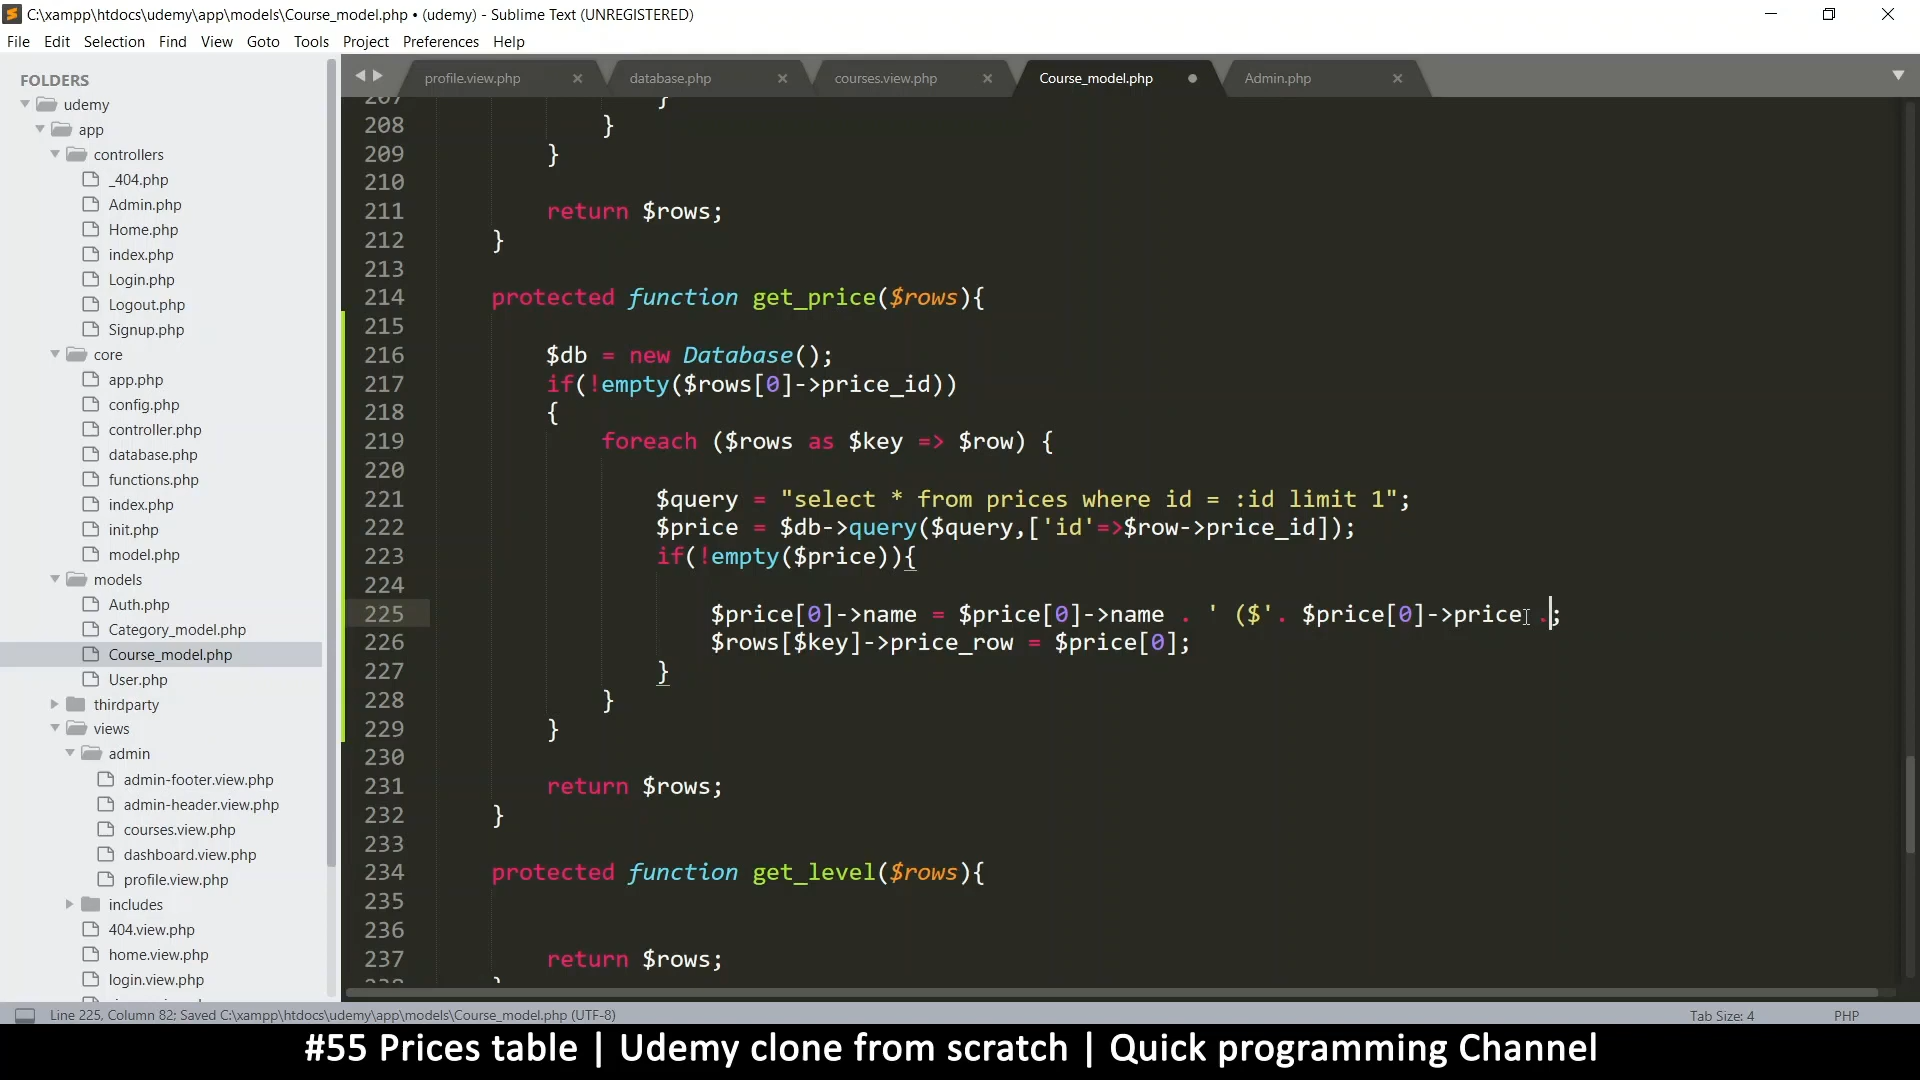 C:\xampp\htdocs\udemy\app\models\Course_model.php • (udemy) - Sublime Text (UNREGISTERED)
File Edit Selection Find View Goto Tools Project Preferences Help
FOLDERS
udemy
app
controllers
_404.php
Admin.php
Home.php
index.php
Login.php
Logout.php
Signup.php
core
app.php
config.php
controller.php
database.php
functions.php
index.php
init.php
model.php
models
Auth.php
Category_model.php
Course_model.php
User.php
thirdparty
views
admin
admin-footer.view.php
admin-header.view.php
courses.view.php
dashboard.view.php
profile.view.php
includes
404.view.php
home.view.php
login.view.php
profile.view.php database.php courses.view.php Course_model.php Admin.php
207 }
208 }
209 }
210
211 return $rows;
212 }
213
214 protected function get_price($rows){
215
216 $db = new Database();
217 if(!empty($rows[0]->price_id))
218 {
219 foreach ($rows as $key => $row) {
220
221 $query = "select * from prices where id = :id limit 1";
222 $price = $db->query($query,['id'=>$row->price_id]);
223 if(!empty($price)){
224
225 $price[0]->name = $price[0]->name . ' ($'. $price[0]->price .;
226 $rows[$key]->price_row = $price[0];
227 }
228 }
229 }
230
231 return $rows;
232 }
233
234 protected function get_level($rows){
235
236
237 return $rows;
238 }
Line 225, Column 82; Saved C:\xampp\htdocs\udemy\app\models\Course_model.php (UTF-8) Tab Size: 4 PHP
#55 Prices table | Udemy clone from scratch | Quick programming Channel